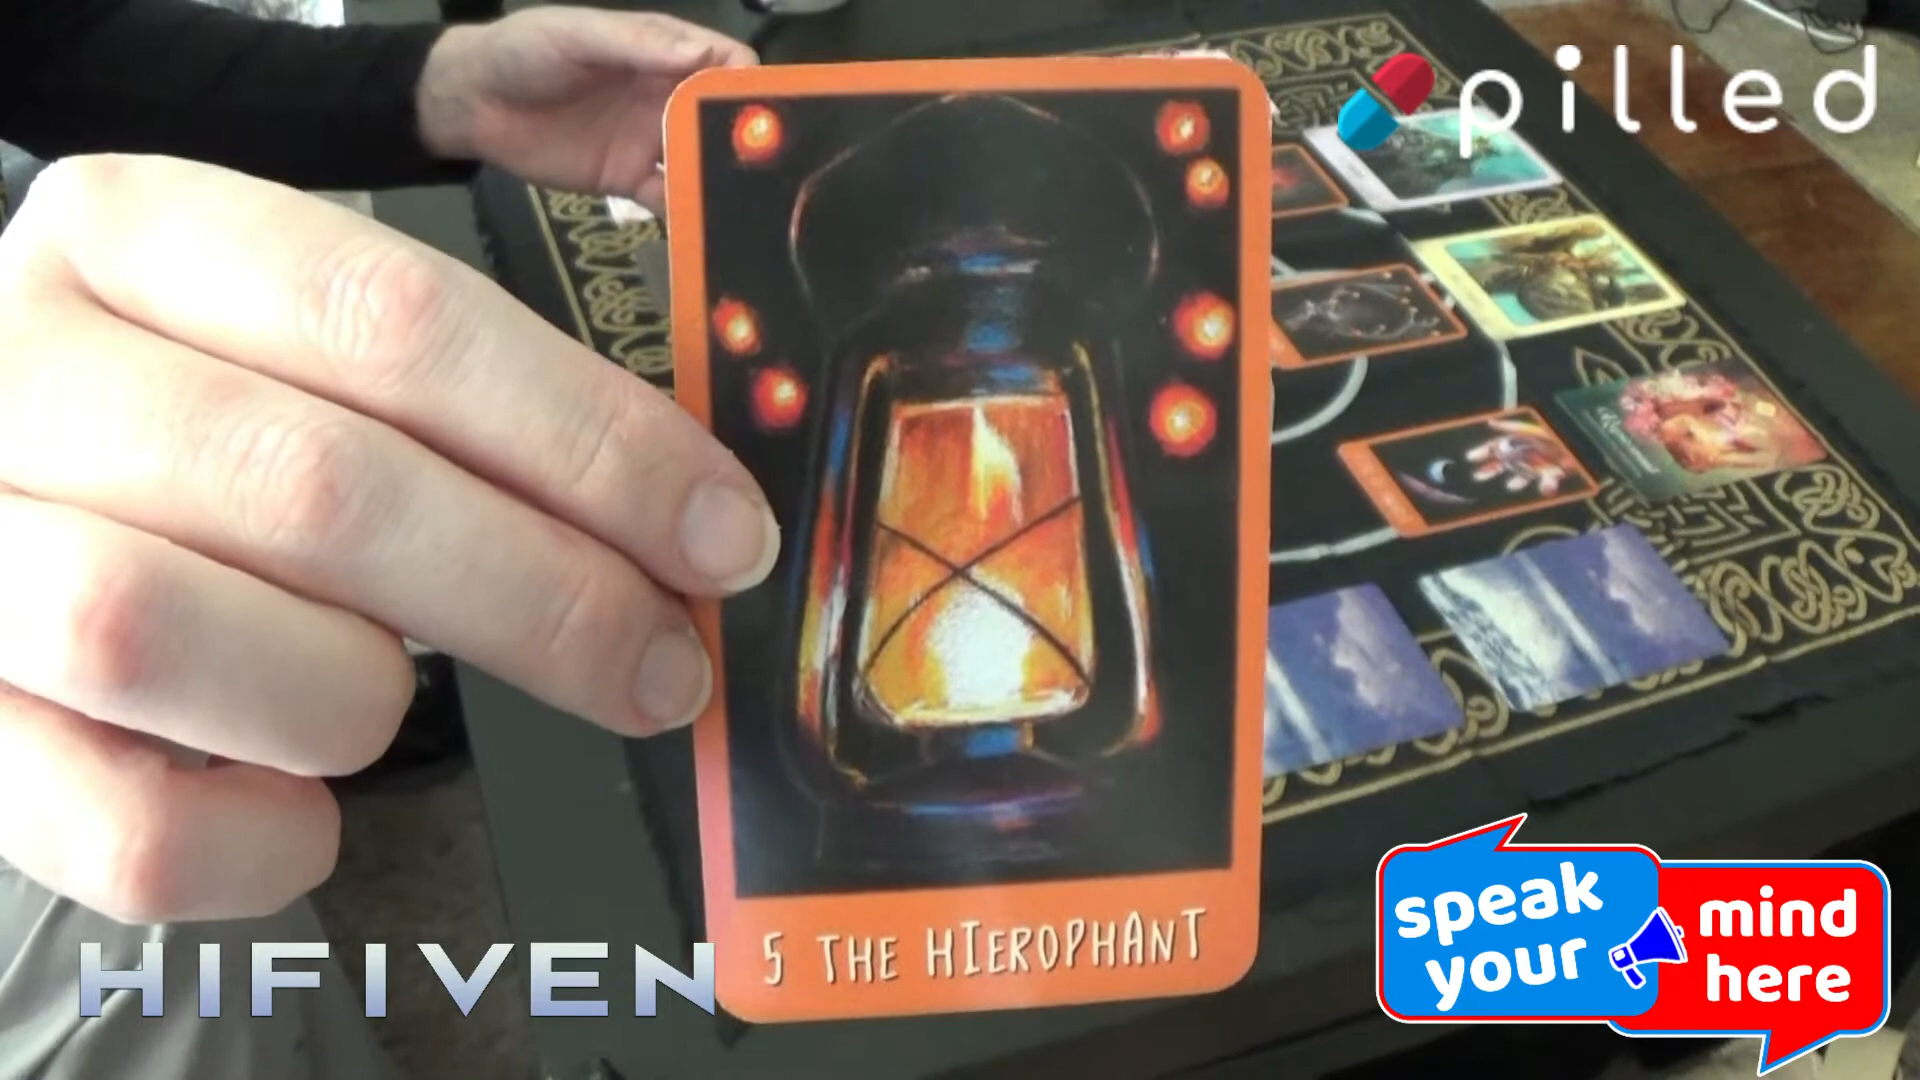 pilled
speak
your
mind
here
HIFIVEN
5 THE HIEROPHANT